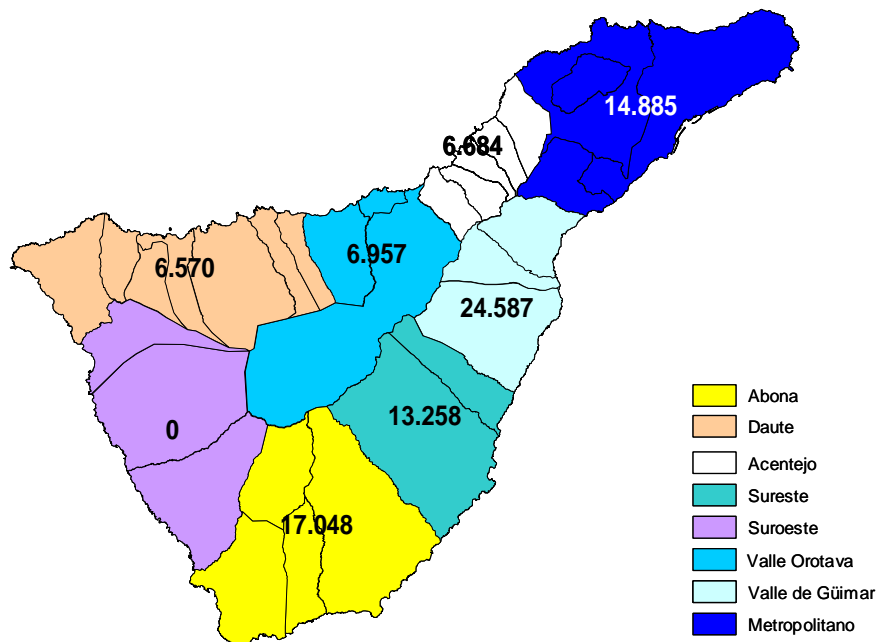 14.885
6.684
6.957
6.570
24.587
13.258
0
17.048
Abona
Daute
Acentejo
Sureste
Suroeste
Valle Orotava
Valle de Güimar
Metropolitano